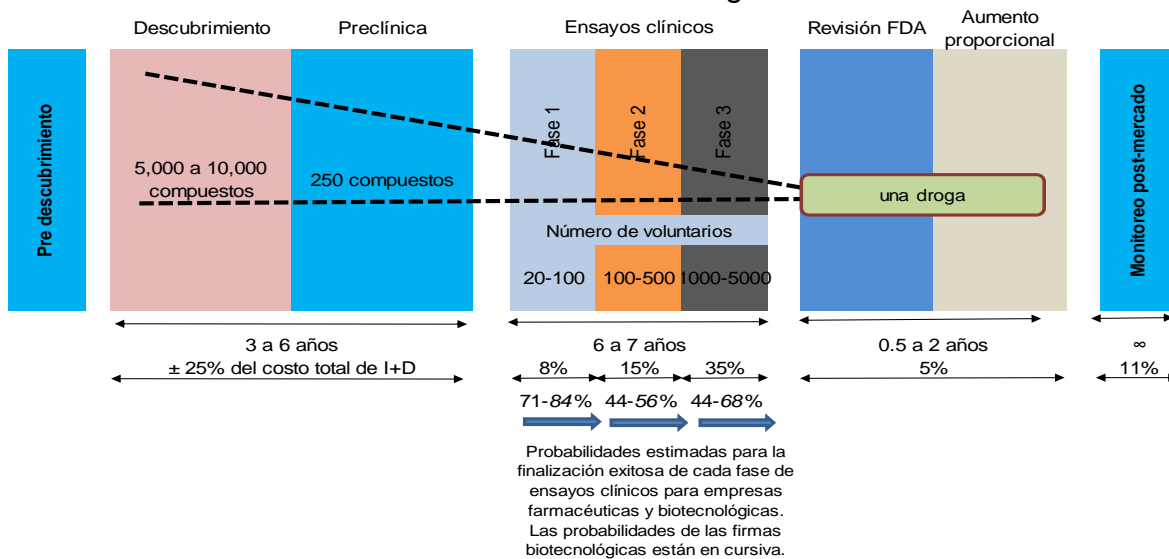 Descubrimiento
Preclínica
Ensayos clínicos
Revisión FDA
Aumento
proporcional
Pre descubrimiento
5,000 a 10,000
compuestos
250 compuestos
Fase 1
Fase 2
Fase 3
una droga
Monitoreo post-mercado
Número de voluntarios
20-100
100-500
1000-5000
3 a 6 años
± 25% del costo total de I+D
6 a 7 años
8%
15%
35%
0.5 a 2 años
5%
∞
11%
71-84%
44-56%
44-68%
Probabilidades estimadas para la
finalización exitosa de cada fase de
ensayos clínicos para empresas
farmacéuticas y biotecnológicas.
Las probabilidades de las firmas
biotecnológicas están en cursiva.